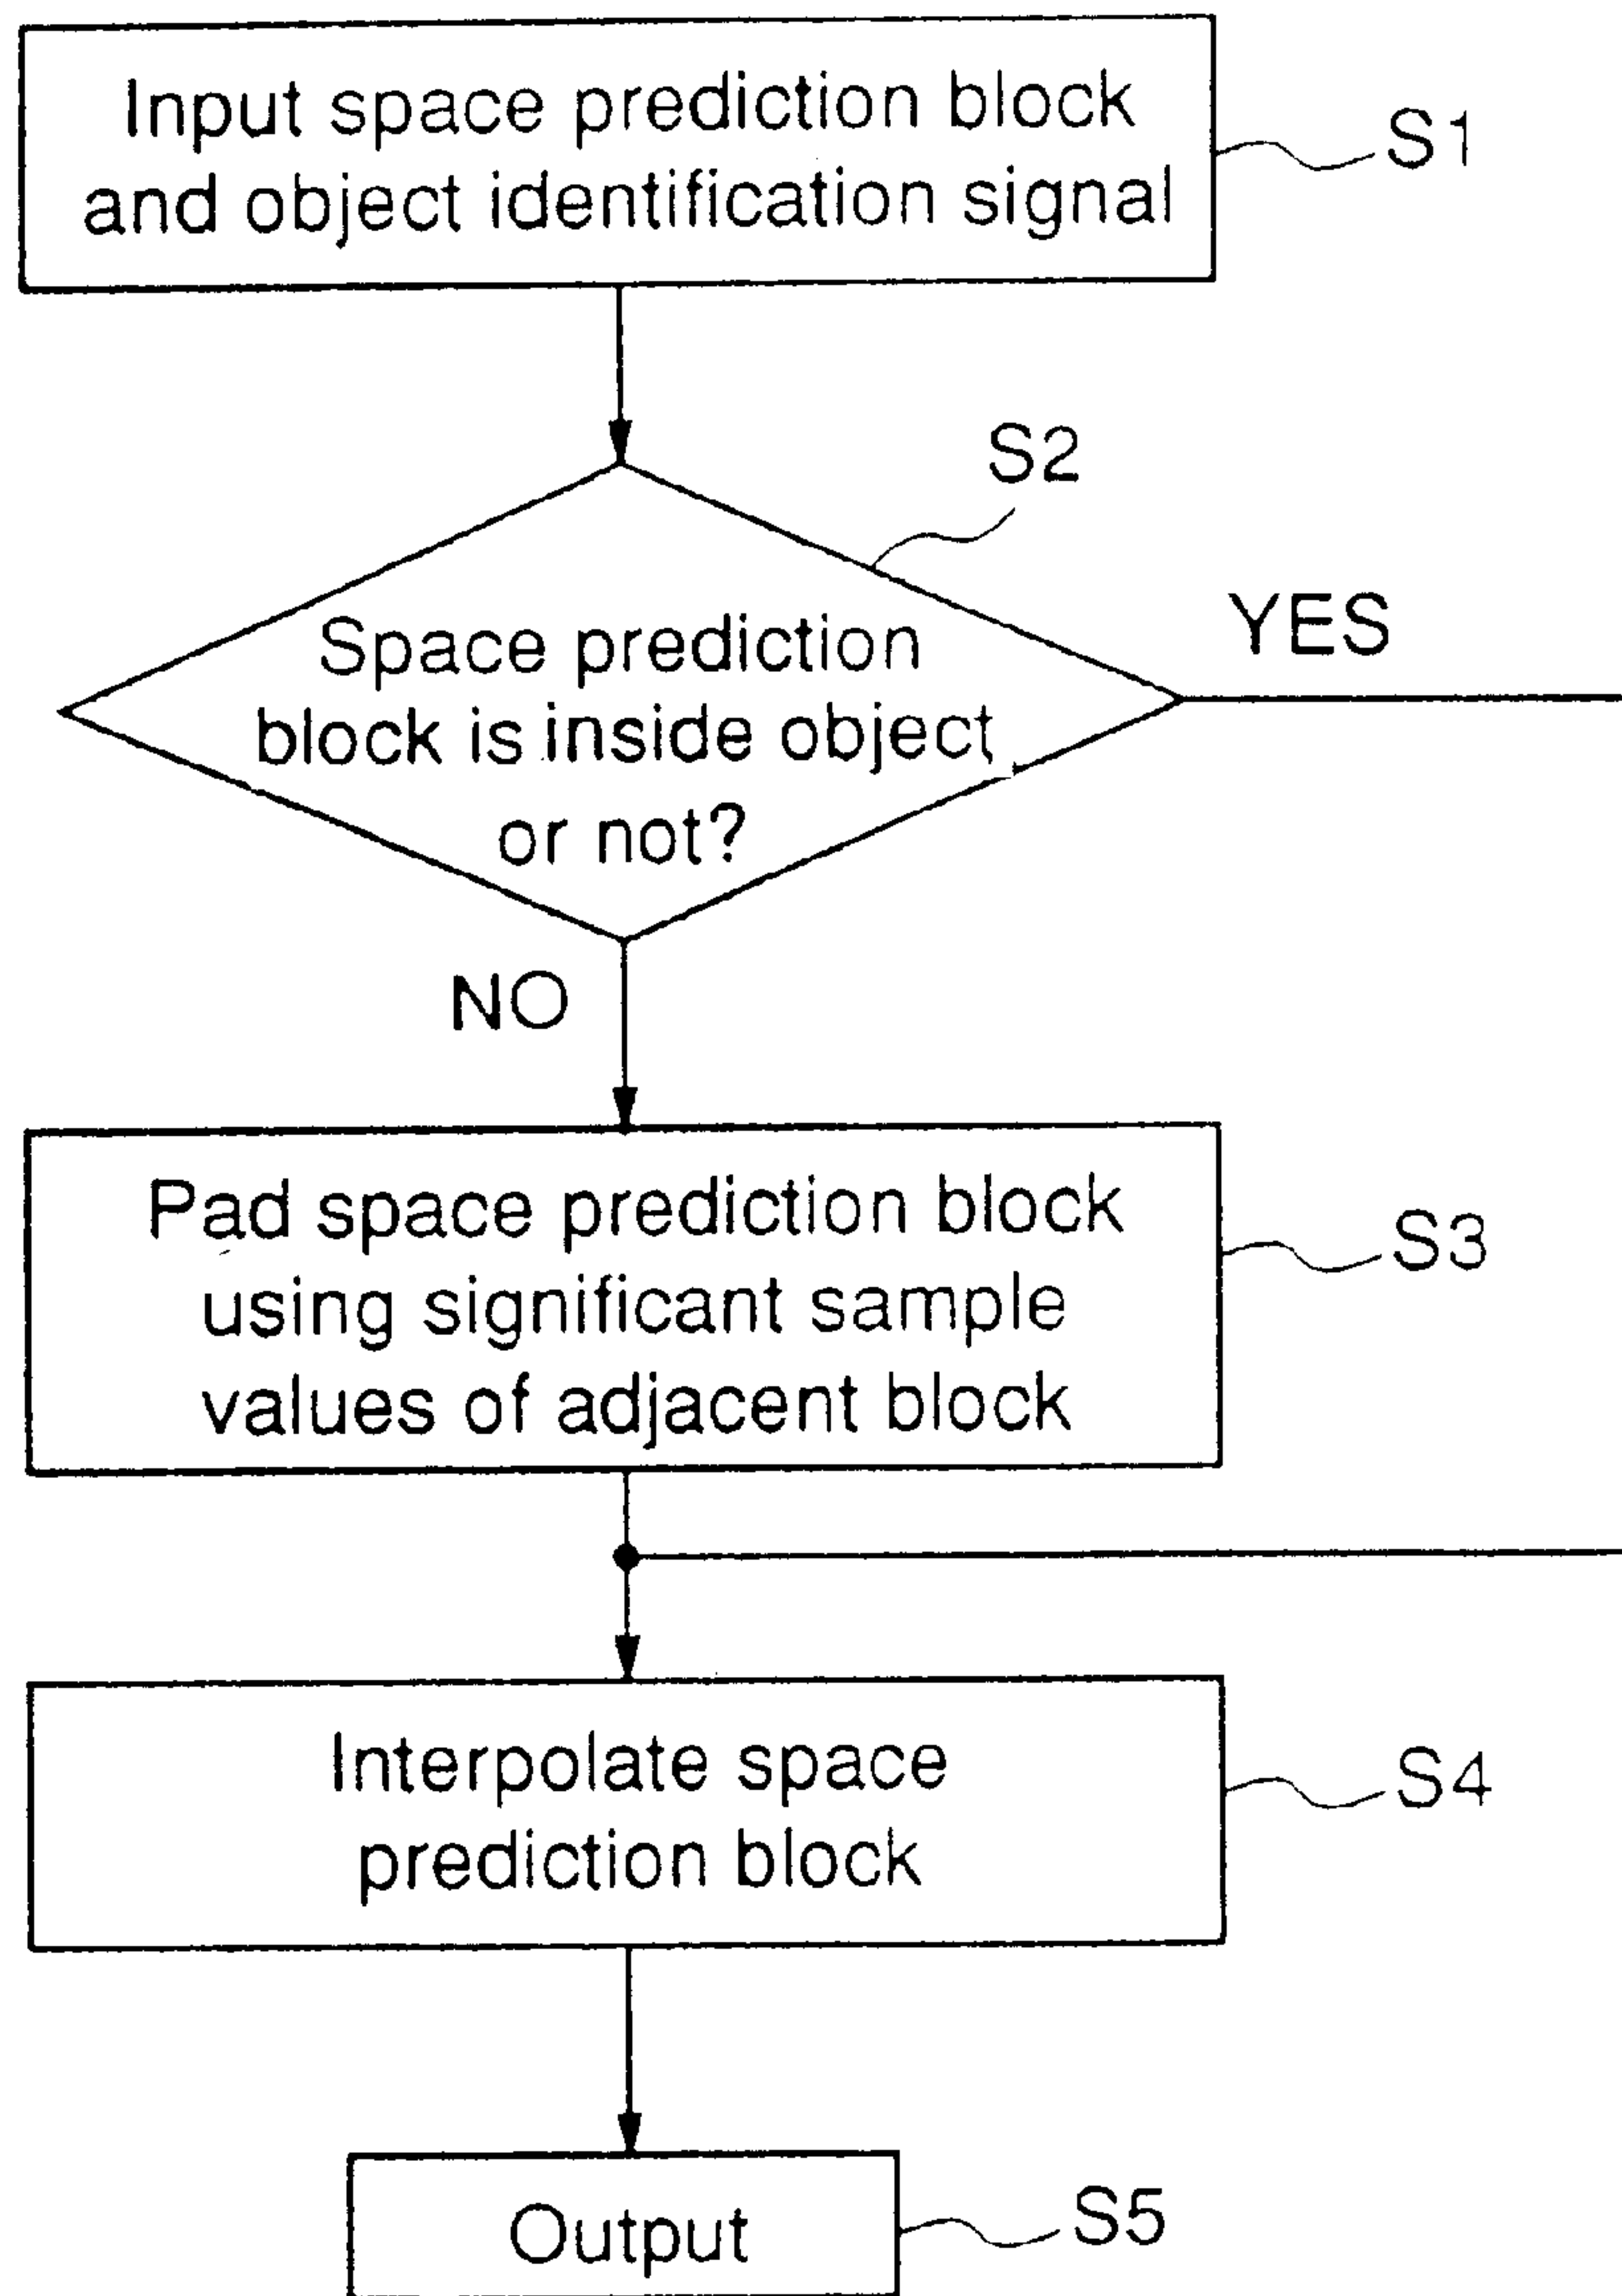 Input space prediction block
and object identification signal
S1
S2
Space prediction
block is inside object
or not?
YES
NO
Pad space prediction block
using significant sample
values of adjacent block
S3
Interpolate space
prediction block
S4
Output
S5